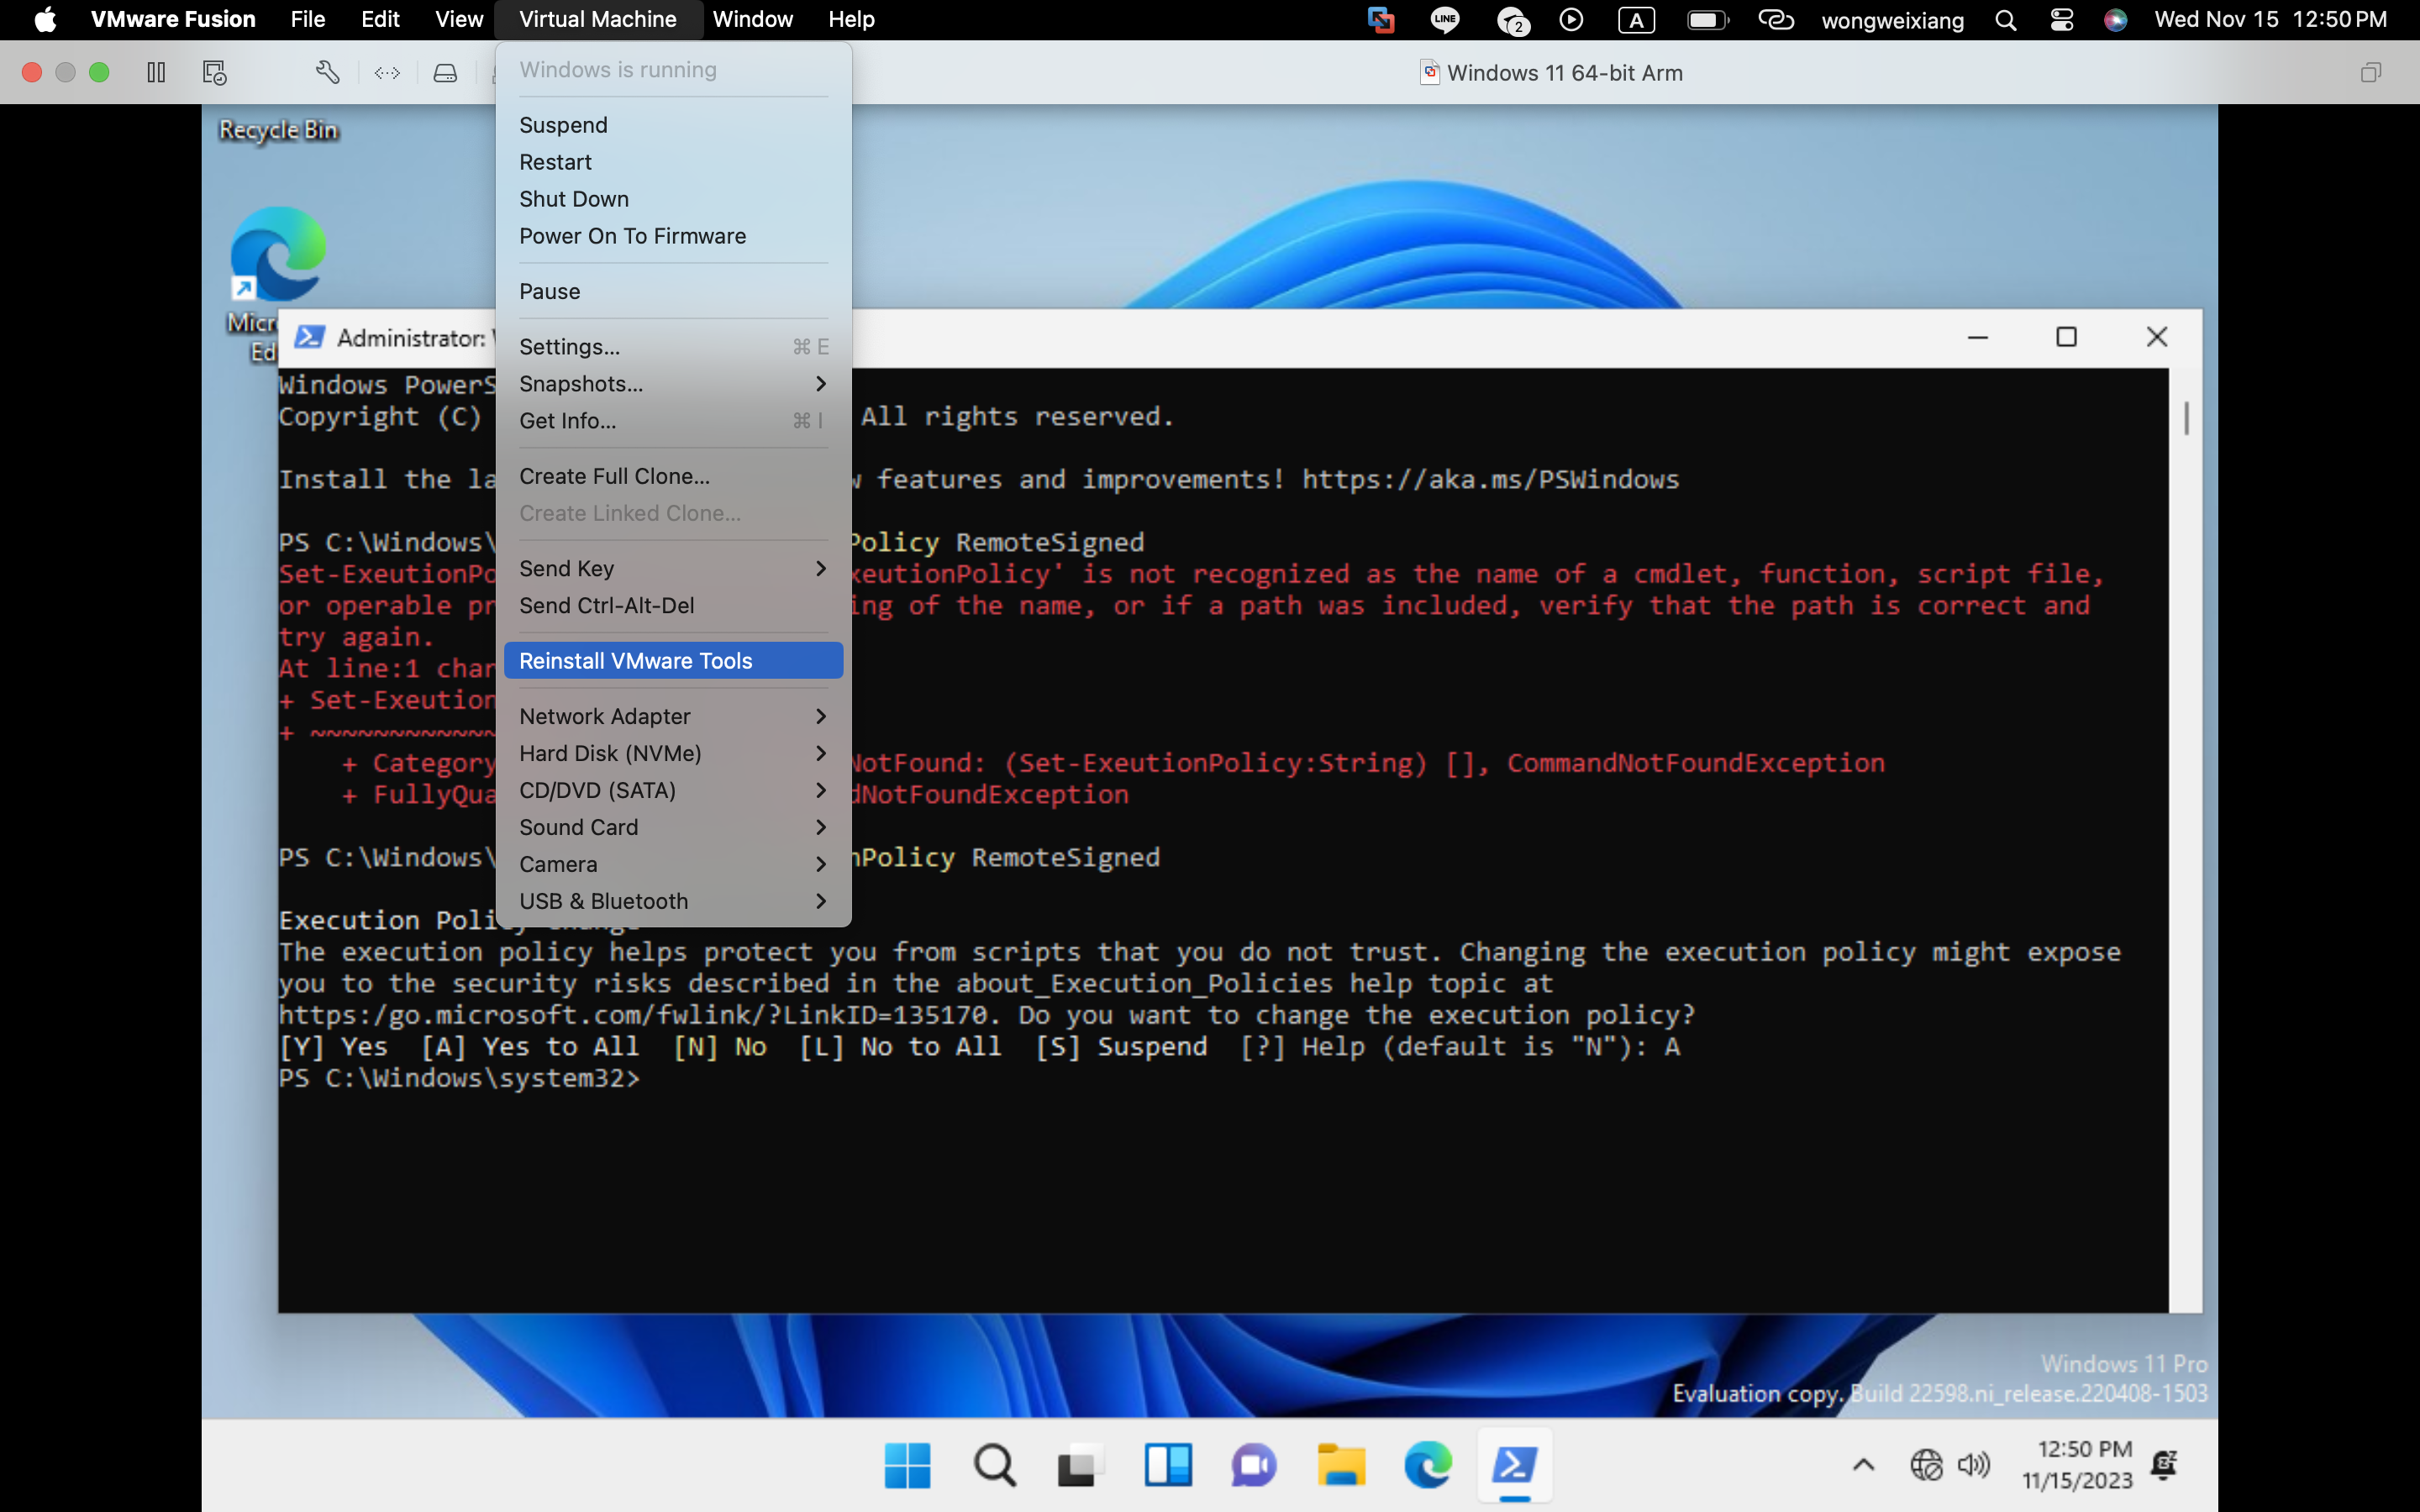 VMware Fusion File Edit View Virtual Machine Window Help LINE 2 A wongweixiang Wed Nov 15 12:50 PM
Windows 11 64-bit Arm
Windows is running
Suspend
Restart
Shut Down
Power On To Firmware
Pause
Settings... ⌘ E
Snapshots...
Get Info... ⌘ I
Create Full Clone...
Create Linked Clone...
Send Key
Send Ctrl-Alt-Del
Reinstall VMware Tools
Network Adapter
Hard Disk (NVMe)
CD/DVD (SATA)
Sound Card
Camera
USB & Bluetooth
Recycle Bin
Micr
Ed
Administrator:
Windows PowerS
Copyright (C) All rights reserved.
Install the la features and improvements! https://aka.ms/PSWindows
PS C:\Windows\ Policy RemoteSigned
Set-ExeutionPo xeutionPolicy' is not recognized as the name of a cmdlet, function, script file,
or operable pr ing of the name, or if a path was included, verify that the path is correct and
try again.
At line:1 char
+ Set-Exeution
+ ~~~~~~~~~~~~
+ Category NotFound: (Set-ExeutionPolicy:String) [], CommandNotFoundException
+ FullyQua dNotFoundException
PS C:\Windows\ nPolicy RemoteSigned
Execution Policy Change
The execution policy helps protect you from scripts that you do not trust. Changing the execution policy might expose
you to the security risks described in the about_Execution_Policies help topic at
https:/go.microsoft.com/fwlink/?LinkID=135170. Do you want to change the execution policy?
[Y] Yes [A] Yes to All [N] No [L] No to All [S] Suspend [?] Help (default is "N"): A
PS C:\Windows\system32>
Windows 11 Pro
Evaluation copy. Build 22598.ni_release.220408-1503
12:50 PM
11/15/2023